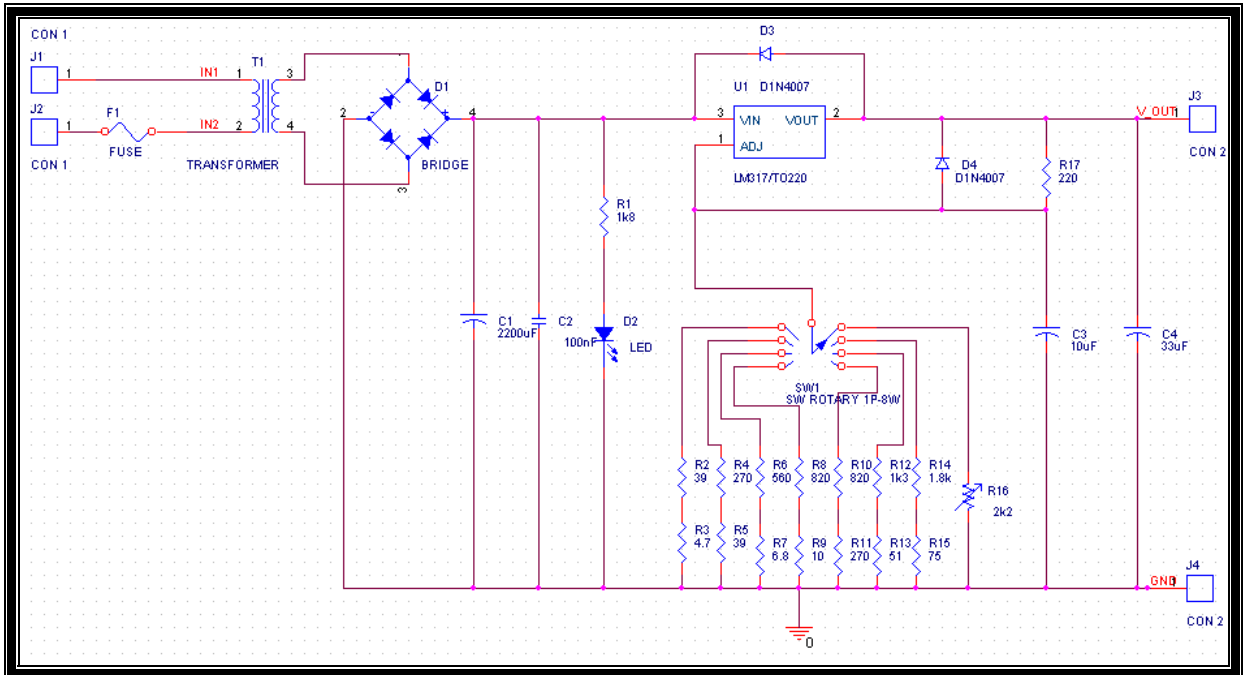 CON 1
J1
1
IN1
1
T1
3
J2
1
F1
FUSE
IN2
2
4
CON 1
TRANSFORMER
2
-
D1
+
4
BRIDGE
3
D3
U1 D1N4007
3
VIN
VOUT
2
1
ADJ
LM317/TO220
V_OUT
1
J3
CON 2
D4
D1N4007
R17
220
R1
1k8
C1
2200uF
C2
100nF
D2
LED
SW1
SW ROTARY 1P-8W
C3
10uF
C4
33uF
R2
39
R4
270
R6
560
R8
820
R10
820
R12
1k3
R14
1.8k
R16
2k2
R3
4.7
R5
39
R7
6.8
R9
10
R11
270
R13
51
R15
75
GND
J4
CON 2
0